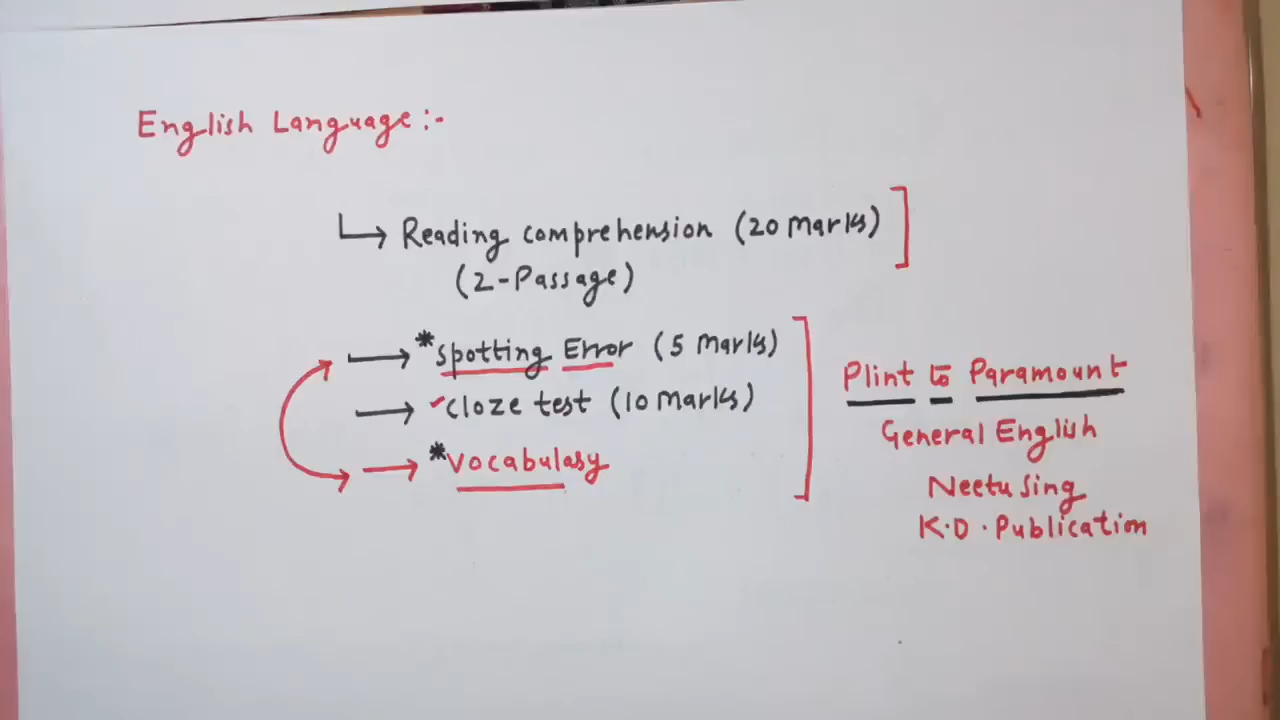 English Language:-
↳ Reading comprehension (20 Marks)
(2-Passage)
→ *Spotting Error (5 Marks)
→ ✓cloze test (10 Marks)
→ *Vocabulary
Plint to Paramount
General English
Neetu Sing
K.D. Publication